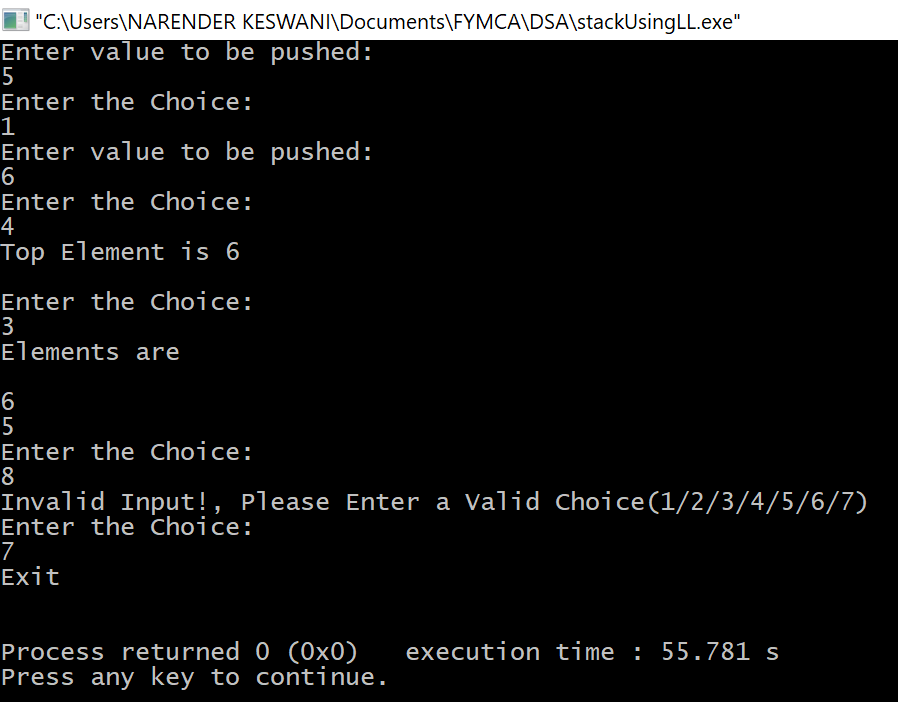 "C:\Users\NARENDER KESWANI\Documents\FYMCA\DSA\stackUsingLL.exe"
Enter value to be pushed:
5
Enter the Choice:
1
Enter value to be pushed:
6
Enter the Choice:
4
Top Element is 6
Enter the Choice:
3
Elements are
6
5
Enter the Choice:
8
Invalid Input!, Please Enter a Valid Choice(1/2/3/4/5/6/7)
Enter the Choice:
7
Exit
Process returned 0 (0x0)   execution time : 55.781 s
Press any key to continue.